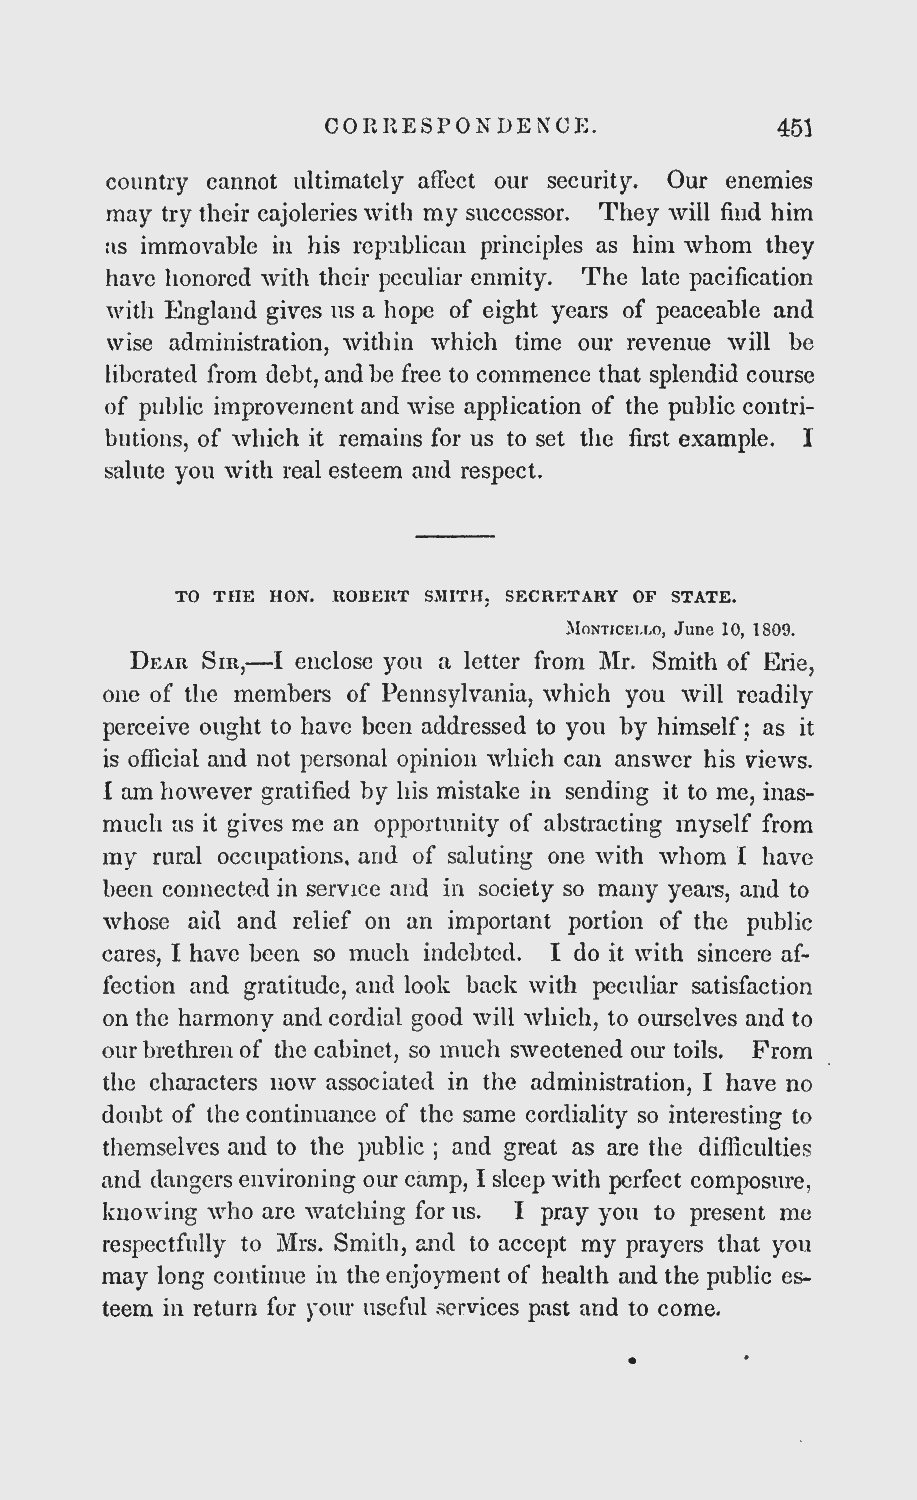 CORRESPONDENCE. 451
country cannot ultimately affect our security. Our enemies
may try their cajoleries with my successor. They will find him
as immovable in his republican principles as him whom they
have honored with their peculiar enmity. The late pacification
with England gives us a hope of eight years of peaceable and
wise administration, within which time our revenue will be
liberated from debt, and be free to commence that splendid course
of public improvement and wise application of the public contri-
butions, of which it remains for us to set the first example. I
salute you with real esteem and respect.
TO THE HON. ROBERT SMITH, SECRETARY OF STATE.
MONTICELLO, June 10, 1809.
DEAR SIR,—I enclose you a letter from Mr. Smith of Erie,
one of the members of Pennsylvania, which you will readily
perceive ought to have been addressed to you by himself; as it
is official and not personal opinion which can answer his views.
I am however gratified by his mistake in sending it to me, inas-
much as it gives me an opportunity of abstracting myself from
my rural occupations, and of saluting one with whom I have
been connected in service and in society so many years, and to
whose aid and relief on an important portion of the public
cares, I have been so much indebted. I do it with sincere af-
fection and gratitude, and look back with peculiar satisfaction
on the harmony and cordial good will which, to ourselves and to
our brethren of the cabinet, so much sweetened our toils. From
the characters now associated in the administration, I have no
doubt of the continuance of the same cordiality so interesting to
themselves and to the public ; and great as are the difficulties
and dangers environing our camp, I sleep with perfect composure,
knowing who are watching for us. I pray you to present me
respectfully to Mrs. Smith, and to accept my prayers that you
may long continue in the enjoyment of health and the public es-
teem in return for your useful services past and to come.